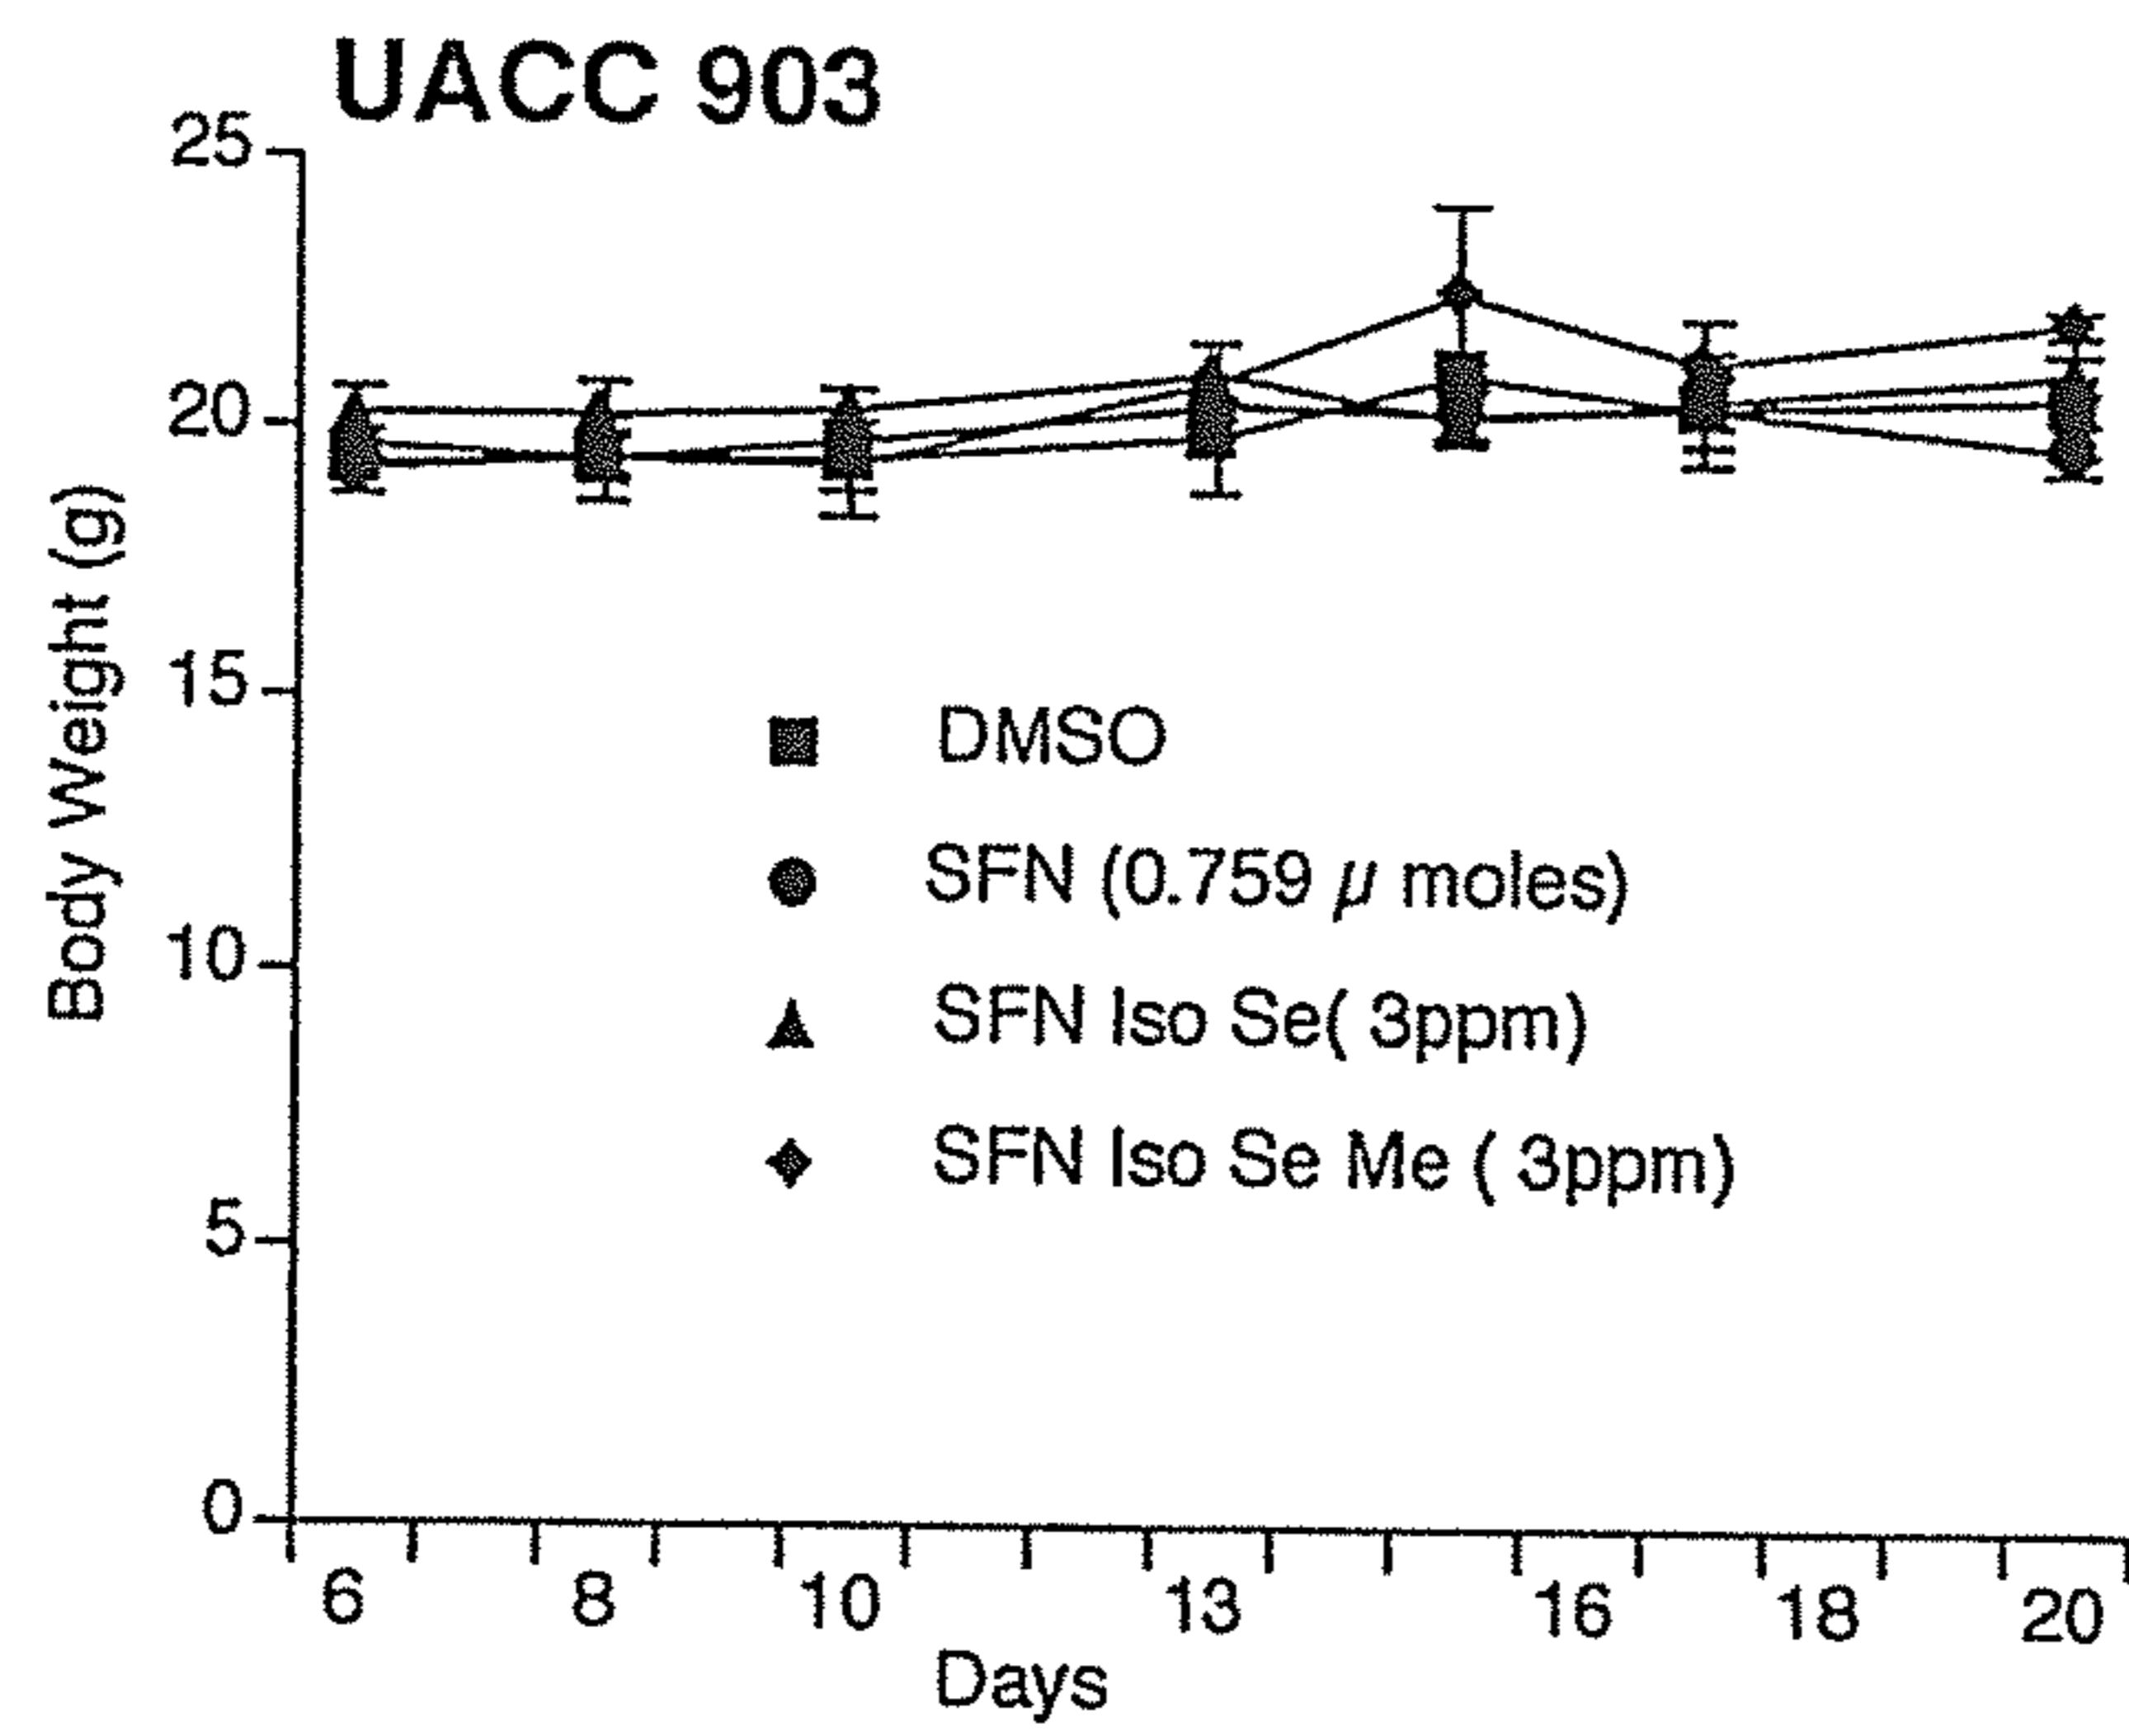 UACC 903
25
20
15
10
5
0
Body Weight (g)
DMSO
SFN (0.759 μ moles)
SFN Iso Se( 3ppm)
SFN Iso Se Me ( 3ppm)
6 8 10 13 16 18 20
Days